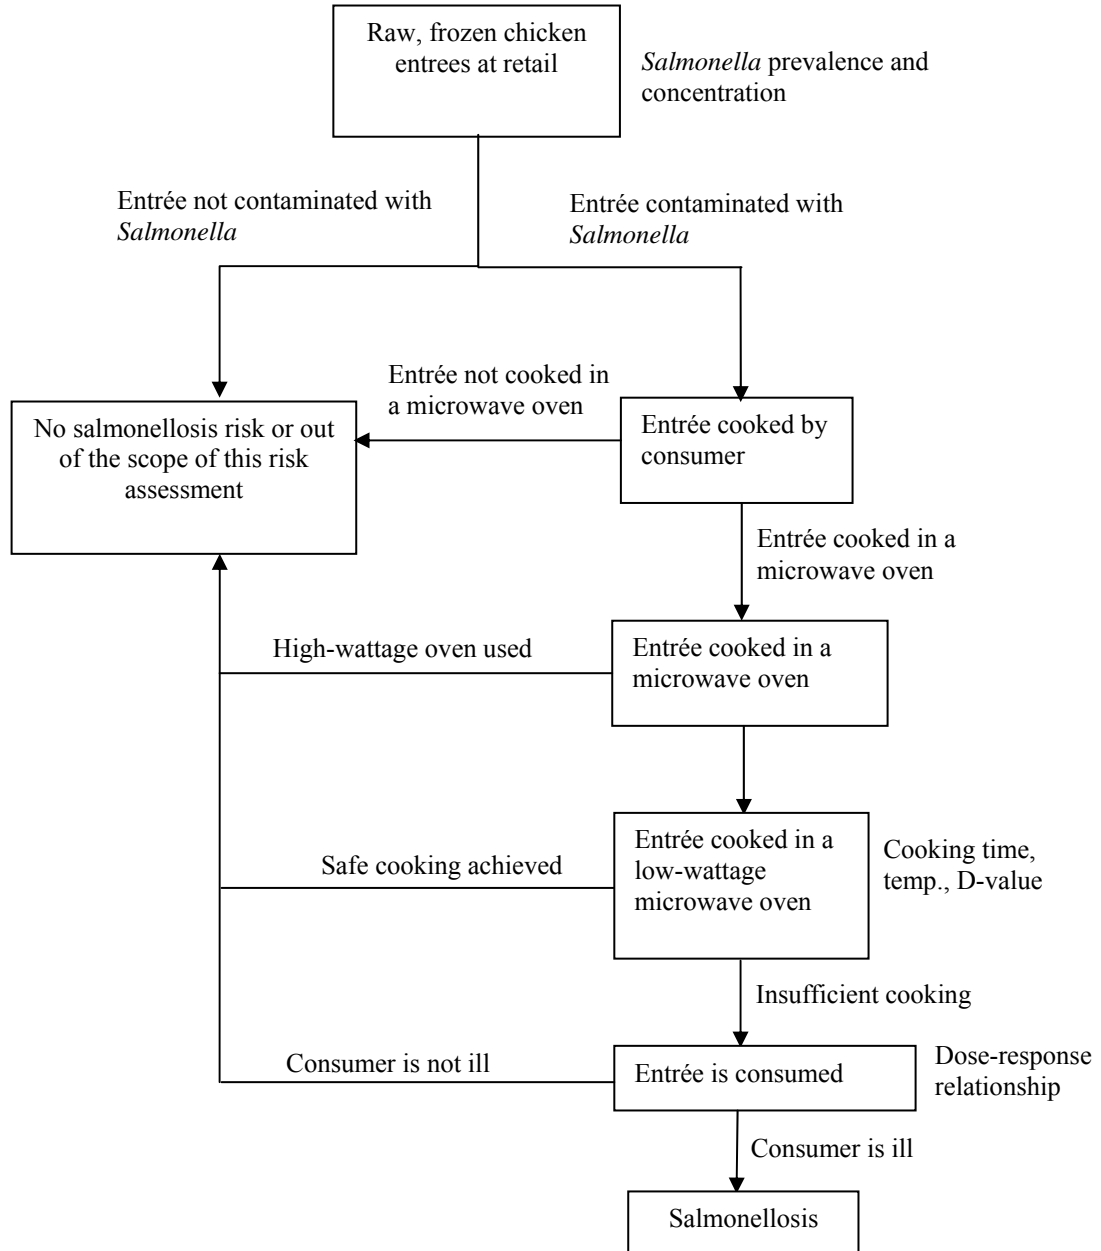 Raw, frozen chicken
entrees at retail
Salmonella prevalence and
concentration
Entrée not contaminated with
Salmonella
Entrée contaminated with
Salmonella
Entrée not cooked in
a microwave oven
No salmonellosis risk or out
of the scope of this risk
assessment
Entrée cooked by
consumer
Entrée cooked in a
microwave oven
High-wattage oven used
Entrée cooked in a
microwave oven
Safe cooking achieved
Entrée cooked in a
low-wattage
microwave oven
Cooking time,
temp., D-value
Insufficient cooking
Consumer is not ill
Entrée is consumed
Dose-response
relationship
Consumer is ill
Salmonellosis